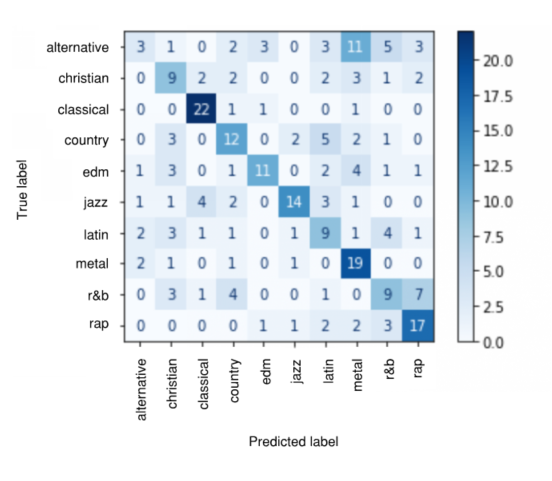 alternative 3 1 0 2 3 0 3 11 5 3
christian 0 9 2 2 0 0 2 3 1 2
classical 0 0 22 1 1 0 0 1 0 0
country 0 3 0 12 0 2 5 2 1 0
edm 1 3 0 1 11 0 2 4 1 1
jazz 1 1 4 2 0 14 3 1 0 0
latin 2 3 1 1 0 1 9 1 4 1
metal 2 1 0 1 0 1 0 19 0 0
r&b 0 3 1 4 0 0 1 0 9 7
rap 0 0 0 0 1 1 2 2 3 17
alternative christian classical country edm jazz latin metal r&b rap
True label
Predicted label
20.0
17.5
15.0
12.5
10.0
7.5
5.0
2.5
0.0